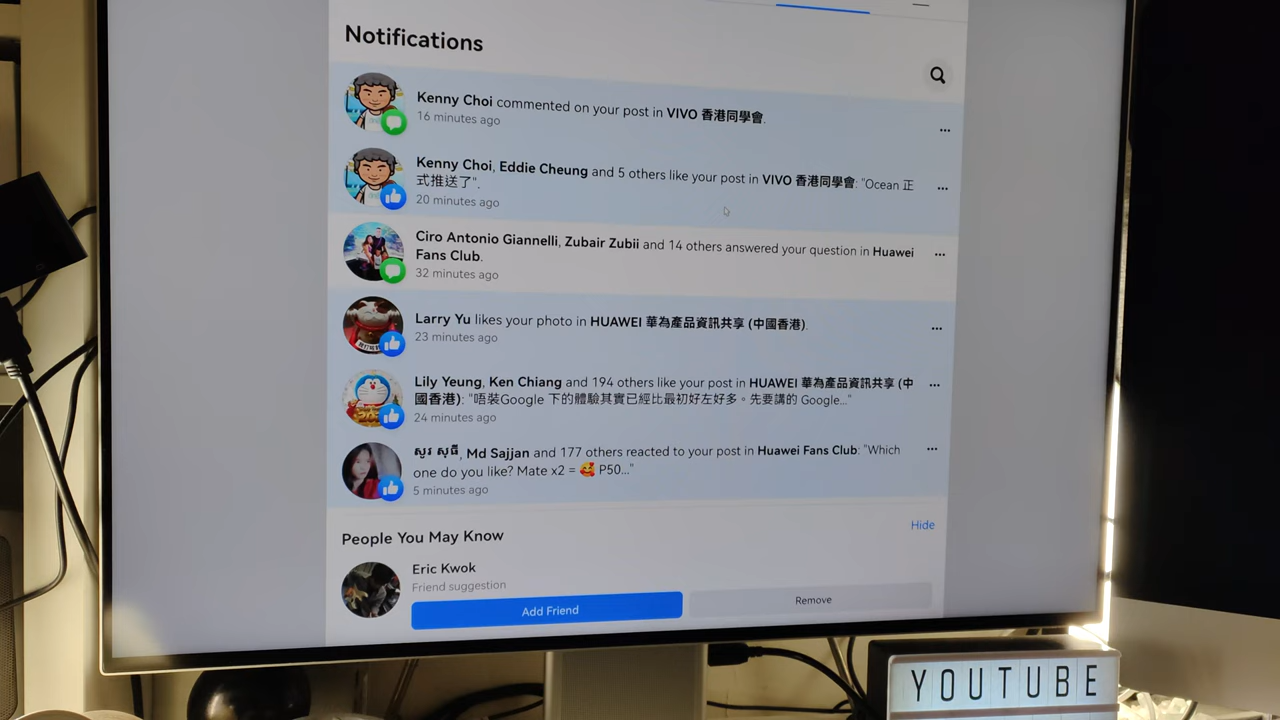 Notifications
Kenny Choi commented on your post in VIVO 香港同學會.
16 minutes ago
Kenny Choi, Eddie Cheung and 5 others like your post in VIVO 香港同學會: "Ocean 正
式推送了".
20 minutes ago
Ciro Antonio Giannelli, Zubair Zubii and 14 others answered your question in Huawei
Fans Club.
32 minutes ago
Larry Yu likes your photo in HUAWEI 華為產品資訊共享 (中國香港).
23 minutes ago
Lily Yeung, Ken Chiang and 194 others like your post in HUAWEI 華為產品資訊共享 (中
國香港): "唔裝Google 下的體驗其實已經比最初好左好多。先要講的 Google..."
24 minutes ago
សួរ សុធី, Md Sajjan and 177 others reacted to your post in Huawei Fans Club: "Which
one do you like? Mate x2 = 🥰 P50..."
5 minutes ago
People You May Know
Hide
Eric Kwok
Friend suggestion
Add Friend
Remove
YOUTUBE